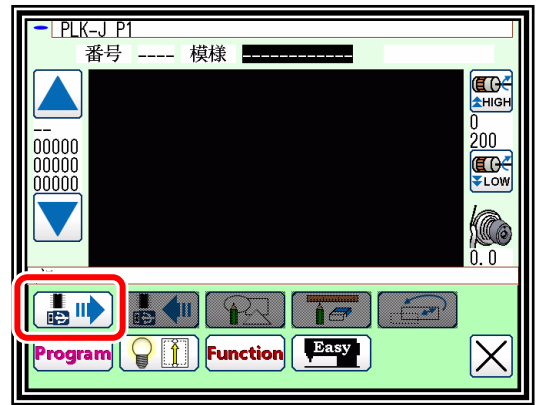 PLK-J P1
番号 ---- 模様 ------------
HIGH
0
200
LOW
0.0
--
00000
00000
00000
Program
Function
Easy